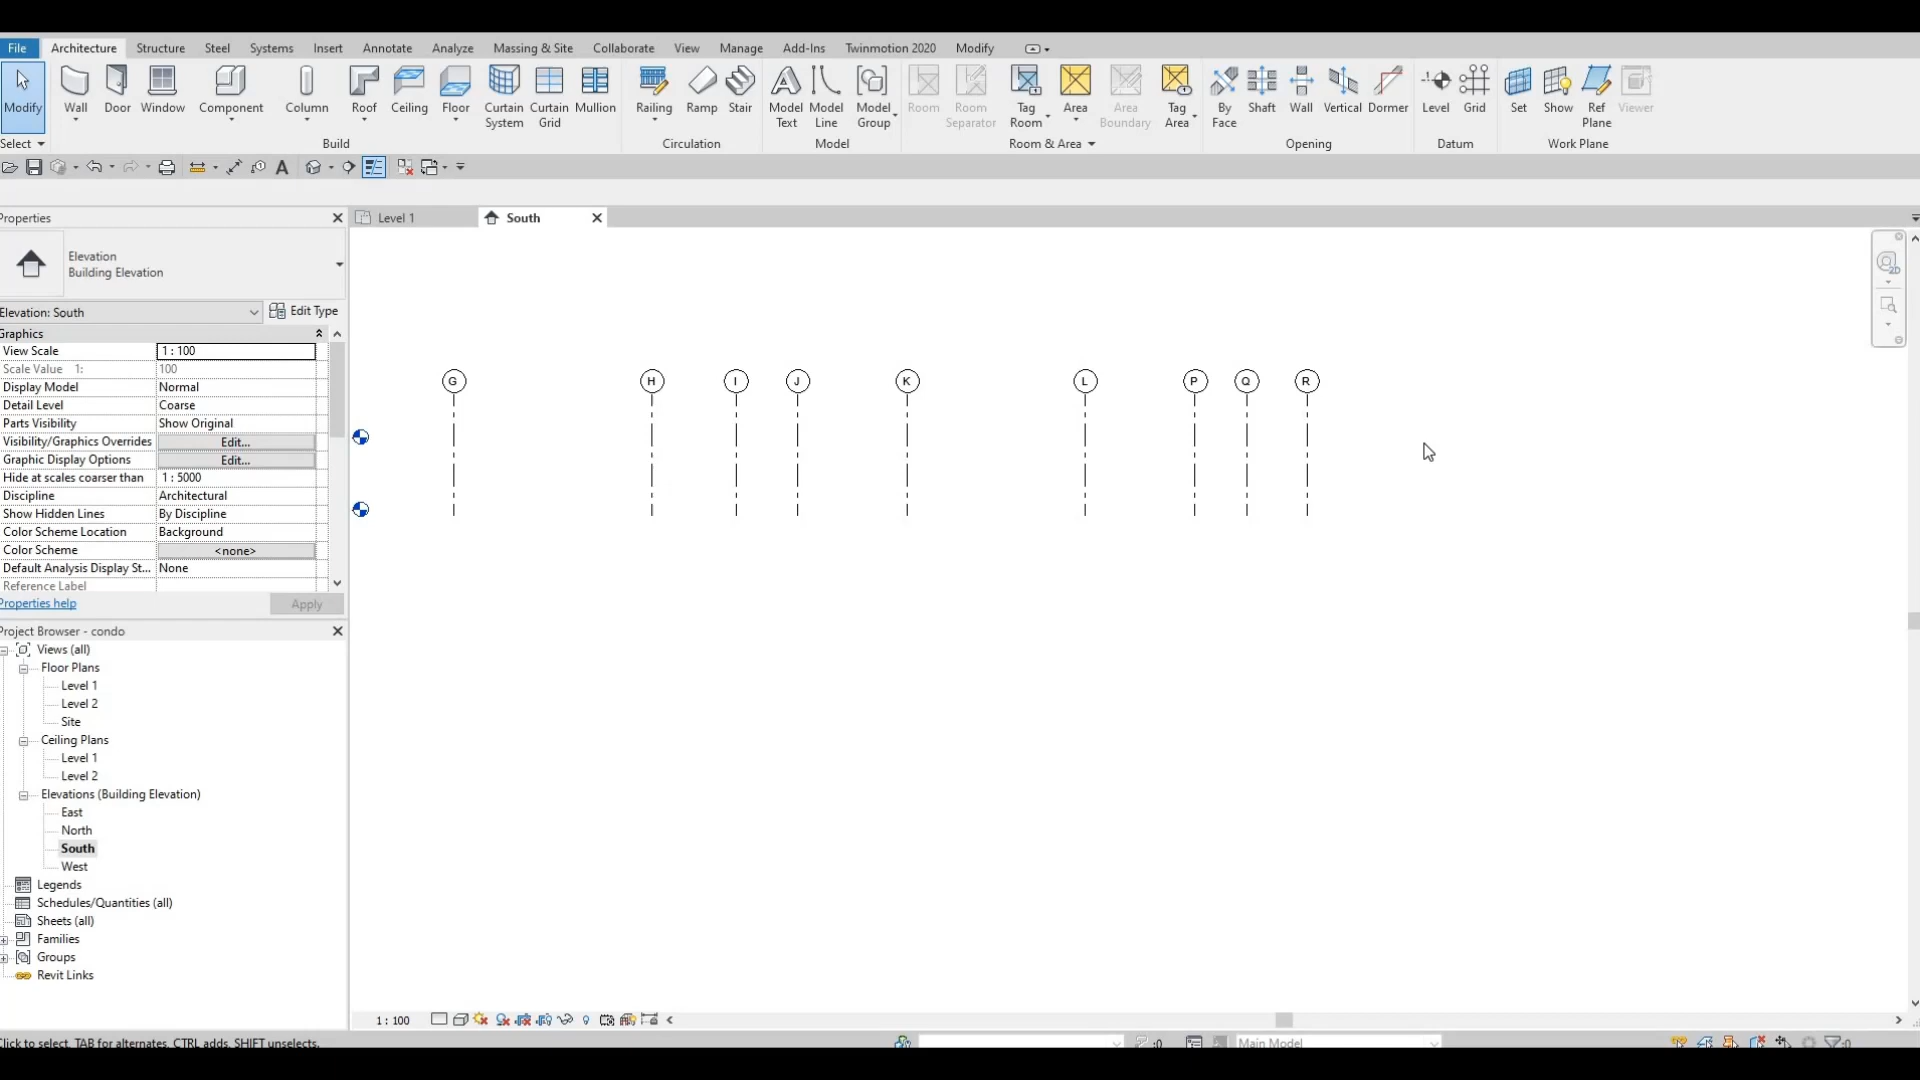 File Architecture Structure Steel Systems Insert Annotate Analyze Massing & Site Collaborate View Manage Add-Ins Twinmotion 2020 Modify
Modify Wall Door Window Component Column Roof Ceiling Floor Curtain System Curtain Grid Mullion Railing Ramp Stair Model Text Model Line Model Group Room Room Separator Tag Room Area Area Boundary Tag Area By Face Shaft Wall Vertical Dormer Level Grid Set Show Ref Plane Viewer
Select Build Circulation Model Room & Area Opening Datum Work Plane
A
Properties
Level 1 South
Elevation
Building Elevation
Elevation: South Edit Type
Graphics
View Scale 1 : 100
Scale Value 1: 100
Display Model Normal
Detail Level Coarse
Parts Visibility Show Original
Visibility/Graphics Overrides Edit...
Graphic Display Options Edit...
Hide at scales coarser than 1 : 5000
Discipline Architectural
Show Hidden Lines By Discipline
Color Scheme Location Background
Color Scheme <none>
Default Analysis Display St... None
Reference Label
Properties help Apply
G H I J K L P Q R
2D
Project Browser - condo
Views (all)
Floor Plans
Level 1
Level 2
Site
Ceiling Plans
Level 1
Level 2
Elevations (Building Elevation)
East
North
South
West
Legends
Schedules/Quantities (all)
Sheets (all)
Families
Groups
Revit Links
1 : 100
Click to select, TAB for alternates, CTRL adds, SHIFT unselects. :0 Main Model :0